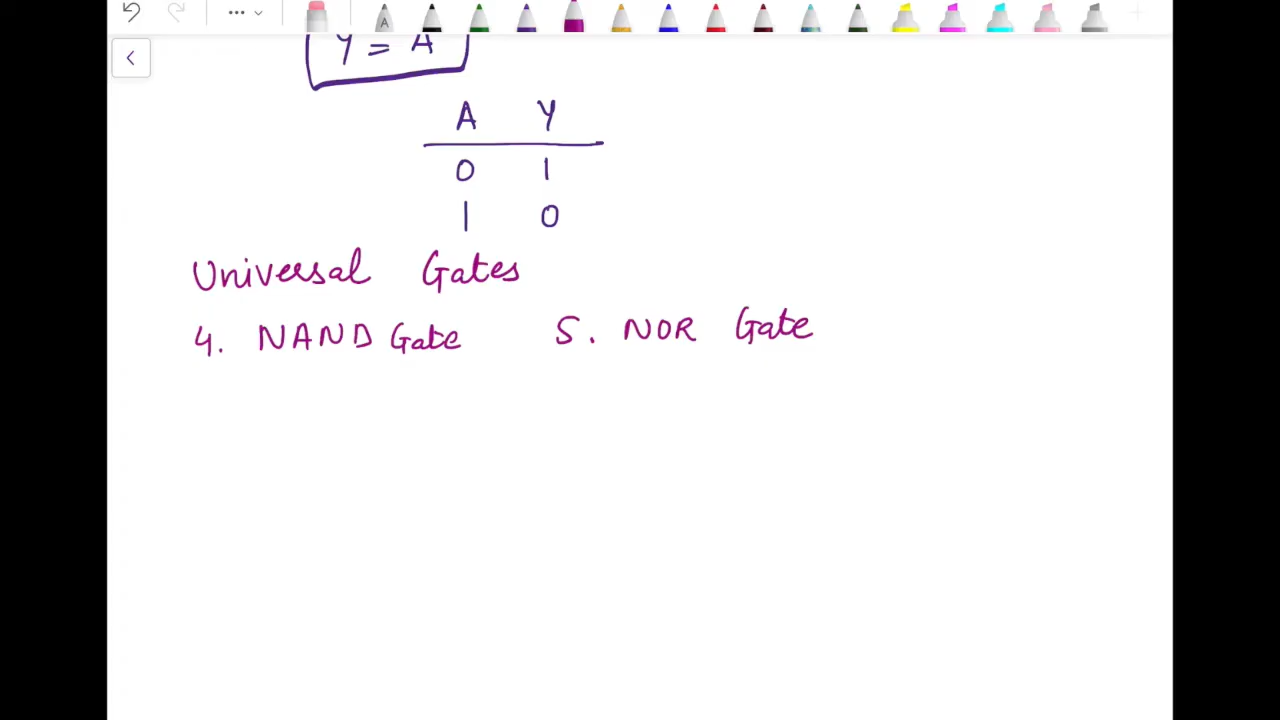 Y = A
A Y
0 1
1 0
Universal Gates
4. NAND Gate 5. NOR Gate